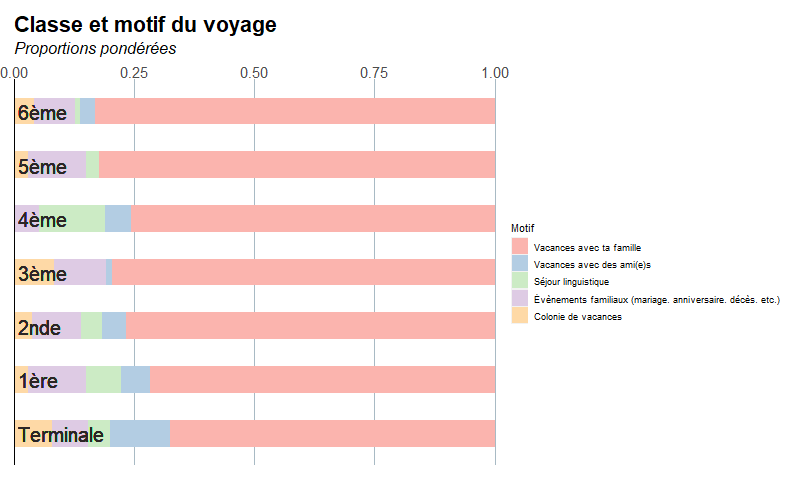 Classe et motif du voyage
Proportions pondérées
0.00 0.25 0.50 0.75 1.00
6ème
5ème
4ème
3ème
2nde
1ère
Terminale
Motif
Vacances avec ta famille
Vacances avec des ami(e)s
Séjour linguistique
Évènements familiaux (mariage. anniversaire. décès. etc.)
Colonie de vacances